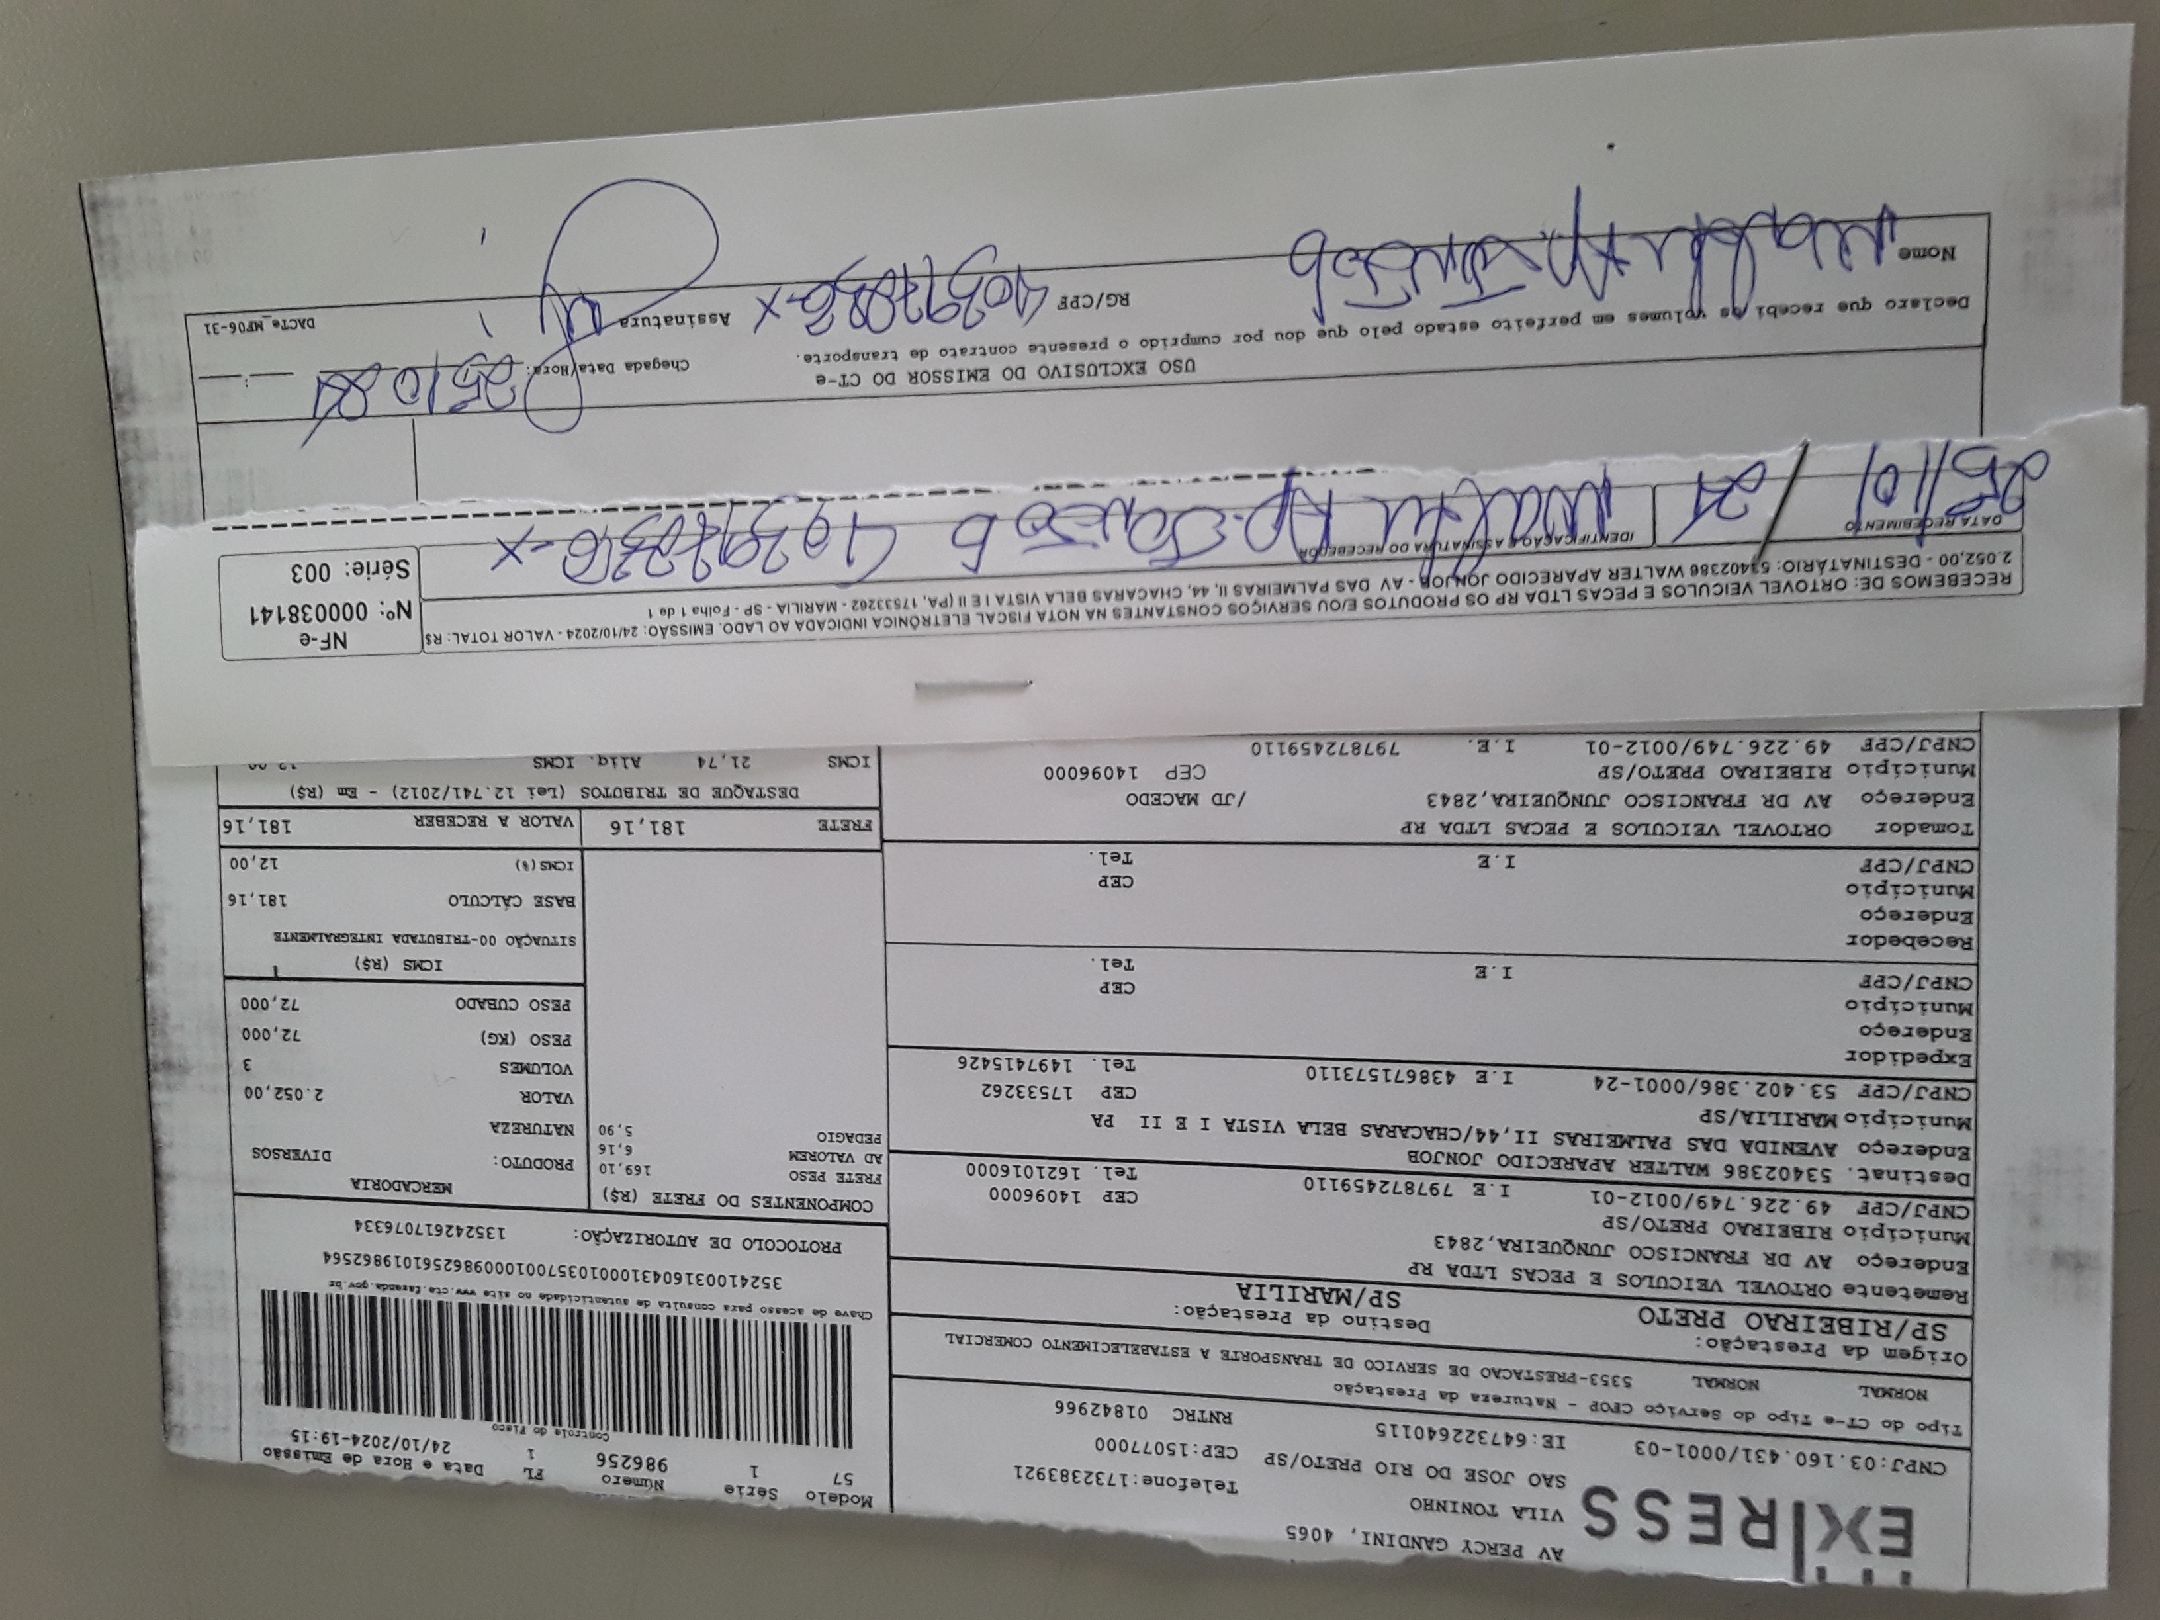 EXPRESS
AV PERCY GANDINI, 4065
VILA TONINHO
SAO JOSE DO RIO PRETO/SP
Telefone:1732383921
CEP:15077000
CNPJ:03.160.431/0001-03 IE:647322640115 RNTRC 01842966
Modelo Série Número FL Data e Hora de Emissão
57 1 986256 1 24/10/2024-19:15
Controle do Fisco
Tipo do CT-e Tipo do Serviço CFOP - Natureza da Prestação
NORMAL NORMAL 5353-PRESTACAO DE SERVICO DE TRANSPORTE A ESTABELECIMENTO COMERCIAL
Chave de acesso para consulta de autenticidade no site www.cte.fazenda.gov.br
PROTOCOLO DE AUTORIZAÇÃO: 135242617076334
Origem da Prestação: Destino da Prestação:
SP/RIBEIRAO PRETO SP/MARILIA
Remetente ORTOVEL VEICULOS E PECAS LTDA RP
Endereço AV DR FRANCISCO JUNQUEIRA,2843
Município RIBEIRAO PRETO/SP CEP 14096000
CNPJ/CPF 49.226.749/0012-01 I.E 797872459110 Tel. 1621016000
Destinat. 53402386 WALTER APARECIDO JONJOB
Endereço AVENIDA DAS PALMEIRAS II,44/CHACARAS BELA VISTA I E II PA
Município MARILIA/SP CEP 17533262
CNPJ/CPF 53.402.386/0001-24 I.E 438671573110 Tel. 1497415426
Expedidor
Endereço
Município CEP
CNPJ/CPF I.E Tel.
Recebedor
Endereço
Município CEP
CNPJ/CPF I.E Tel.
Tomador ORTOVEL VEICULOS E PECAS LTDA RP
Endereço AV DR FRANCISCO JUNQUEIRA,2843 /JD MACEDO
Município RIBEIRAO PRETO/SP CEP 14096000
CNPJ/CPF 49.226.749/0012-01 I.E. 797872459110
COMPONENTES DO FRETE (R$)
FRETE PESO 169,10
AD VALOREM 6,16
PEDAGIO 5,90
MERCADORIA
PRODUTO: DIVERSOS
NATUREZA
VALOR 2.052,00
VOLUMES 3
PESO (KG) 72,000
PESO CUBADO 72,000
ICMS (R$)
SITUAÇÃO 00-TRIBUTADA INTEGRALMENTE
BASE CÁLCULO 181,16
ICMS(%) 12,00
FRETE 181,16 VALOR A RECEBER 181,16
DESTAQUE DE TRIBUTOS (Lei 12.741/2012) - Em (R$)
ICMS 21,74 Aliq. ICMS 12,00
RECEBEMOS DE: ORTOVEL VEICULOS E PECAS LTDA RP OS PRODUTOS E/OU SERVIÇOS CONSTANTES NA NOTA FISCAL ELETRÔNICA INDICADA AO LADO. EMISSÃO: 24/10/2024 - VALOR TOTAL: R$
2.052,00 - DESTINATÁRIO: 53402386 WALTER APARECIDO JONJOB - AV DAS PALMEIRAS II, 44, CHACARAS BELA VISTA I E II (PA, 17533262 - MARILIA - SP - Folha 1 de 1
NF-e
Nº: 000038141
Série: 003
DATA RECEBIMENTO IDENTIFICAÇÃO E ASSINATURA DO RECEBEDOR
25/10/24
USO EXCLUSIVO DO EMISSOR DO CT-e
Declaro que recebi os volumes em perfeito estado pelo que dou por cumprido o presente contrato de transporte.
Chegada Data/Hora: 25/10/24
Nome RG/CPF Assinatura
DACTe_MF06-31